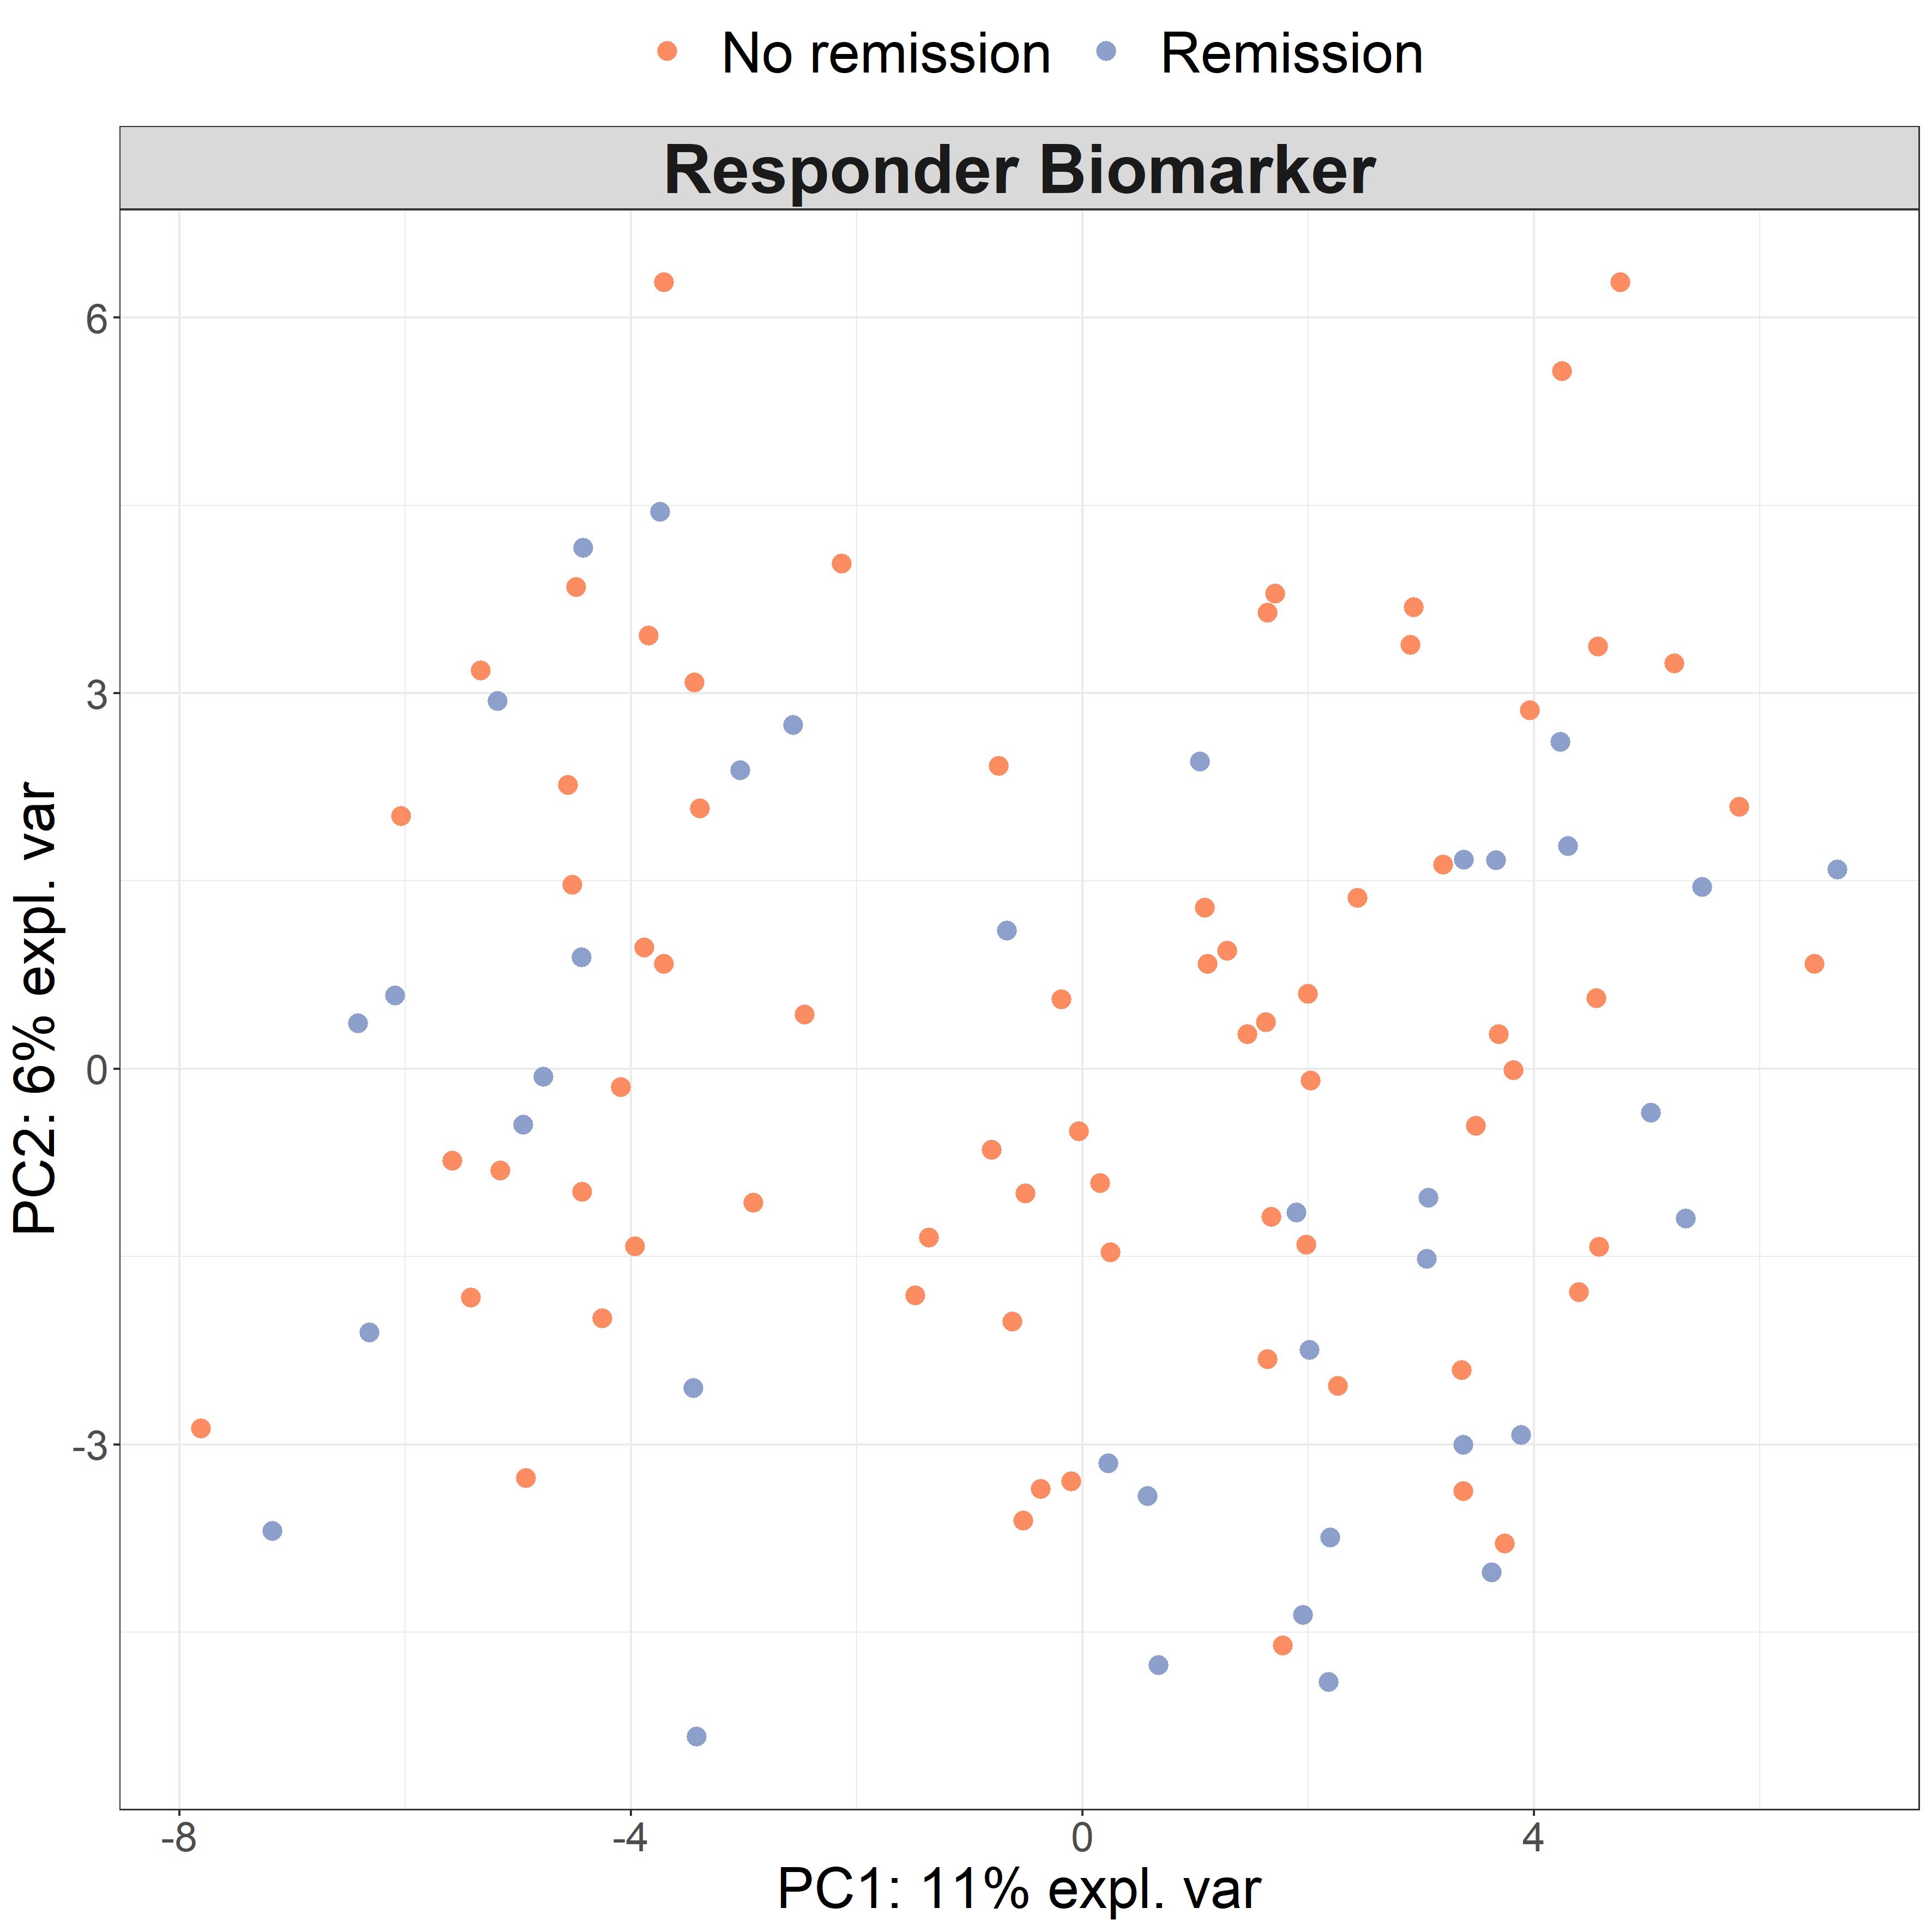 No remission Remission
Responder Biomarker
6
3
0
-3
PC2: 6% expl. var
-8 -4 0 4
PC1: 11% expl. var